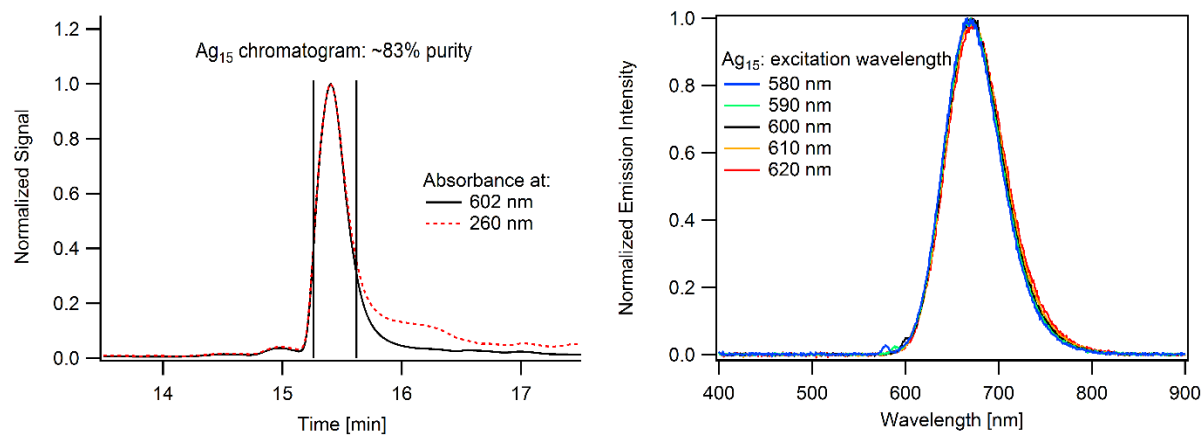 Ag15 chromatogram: ~83% purity
Normalized Signal
1.2
1.0
0.8
0.6
0.4
0.2
0.0
Absorbance at:
602 nm
260 nm
14
15
16
17
Time [min]
Normalized Emission Intensity
1.0
0.8
0.6
0.4
0.2
0.0
Ag15: excitation wavelength
580 nm
590 nm
600 nm
610 nm
620 nm
400
500
600
700
800
900
Wavelength [nm]